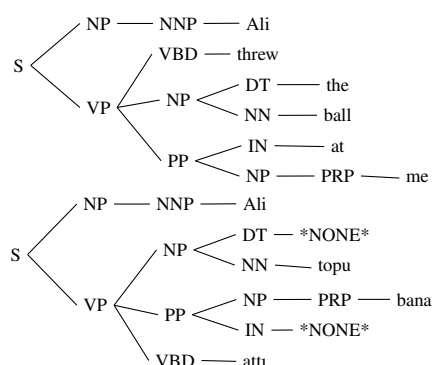 NP NNP Ali
VBD threw
S
DT the
NP
VP
NN ball
IN at
PP
NP PRP me
NP NNP Ali
DT *NONE*
S
NP
NN topu
NP PRP bana
VP
PP
IN *NONE*
VBD attı